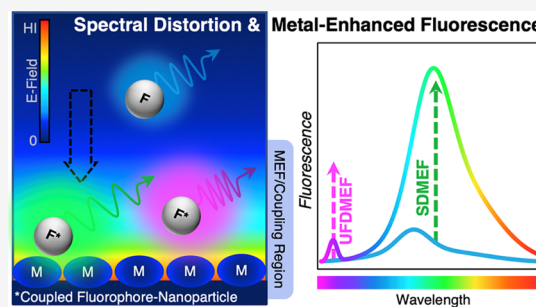 Spectral Distortion & Metal-Enhanced Fluorescence
HI
E-Field
0
F
F*
F*
M M M M M
*Coupled Fluorophore-Nanoparticle
MEF/Coupling Region
Fluorescence
UFDMEF
SDMEF
Wavelength